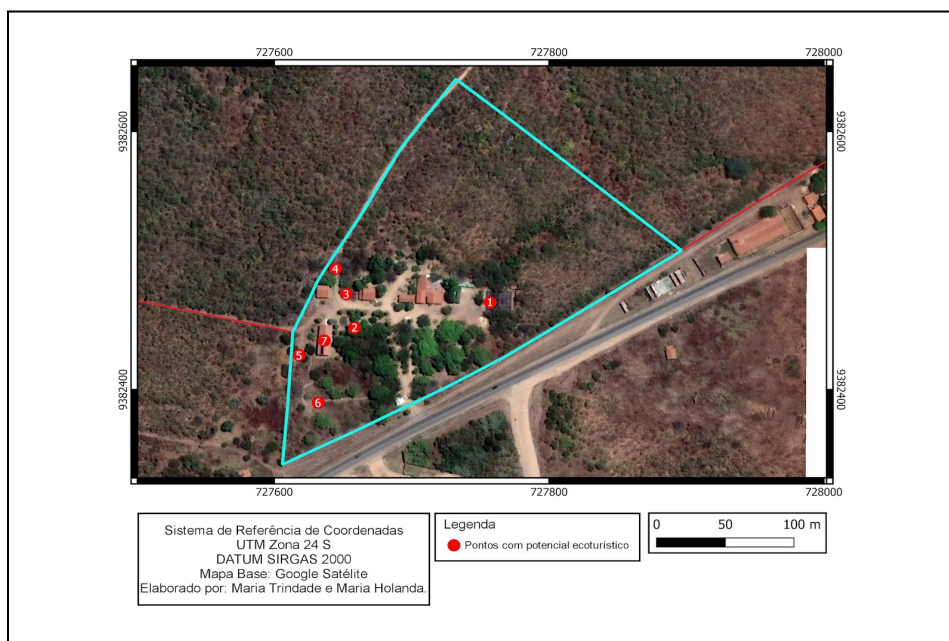 727600
727800
728000
9382600
9382600
4
3
1
2
7
5
6
9382400
9382400
727600
727800
728000
Sistema de Referência de Coordenadas
UTM Zona 24 S
DATUM SIRGAS 2000
Mapa Base: Google Satélite
Elaborado por: Maria Trindade e Maria Holanda.
Legenda
Pontos com potencial ecoturístico
0 50 100 m